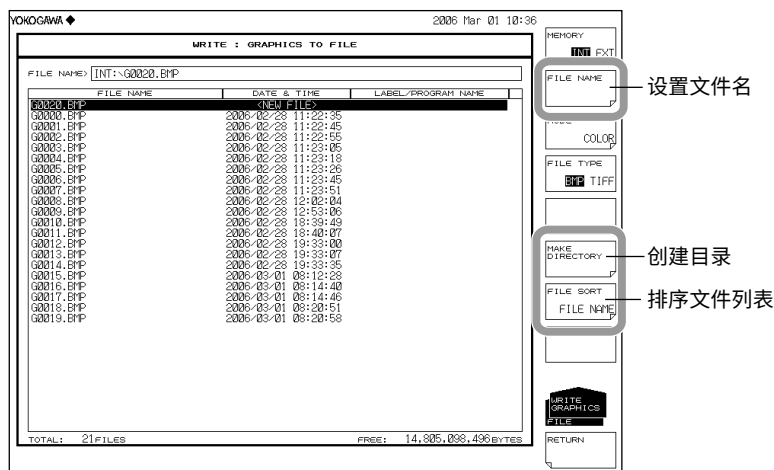 YOKOGAWA ◆ 2006 Mar 01 10:36
WRITE : GRAPHICS TO FILE
FILE NAME> INT:\G0020.BMP
FILE NAME DATE & TIME LABEL/PROGRAM NAME
G0020.BMP <NEW FILE>
G0000.BMP 2006/02/28 11:22:35
G0001.BMP 2006/02/28 11:22:45
G0002.BMP 2006/02/28 11:22:55
G0003.BMP 2006/02/28 11:23:05
G0004.BMP 2006/02/28 11:23:18
G0005.BMP 2006/02/28 11:23:26
G0006.BMP 2006/02/28 11:23:45
G0007.BMP 2006/02/28 11:23:51
G0008.BMP 2006/02/28 12:02:04
G0009.BMP 2006/02/28 12:53:06
G0010.BMP 2006/02/28 18:39:49
G0011.BMP 2006/02/28 18:40:07
G0012.BMP 2006/02/28 19:33:00
G0013.BMP 2006/02/28 19:33:07
G0014.BMP 2006/02/28 19:33:35
G0015.BMP 2006/03/01 08:12:28
G0016.BMP 2006/03/01 08:14:40
G0017.BMP 2006/03/01 08:14:46
G0018.BMP 2006/03/01 08:20:51
G0019.BMP 2006/03/01 08:20:58
TOTAL: 21FILES FREE: 14,805,098,496BYTES
MEMORY
INT EXT
FILE NAME
设置文件名
COLOR
FILE TYPE
BMP TIFF
MAKE
DIRECTORY
创建目录
FILE SORT
FILE NAME
排序文件列表
WRITE
GRAPHICS
FILE
RETURN